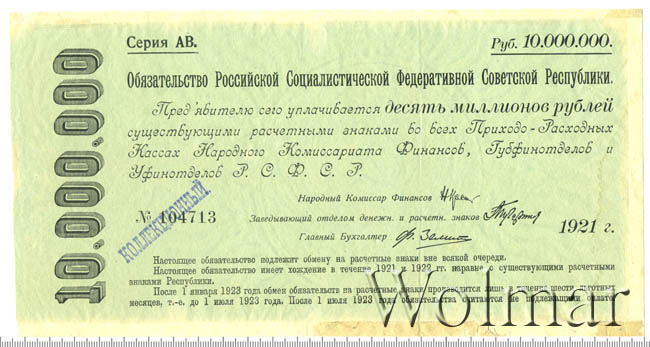 Серия АВ.
Руб. 10.000.000.
10.000.000
Обязательство Российской Социалистической Федеративной Советской Республики.
Пред'явителю сего уплачивается десять миллионов рублей
существующими расчетными знаками во всех Приходо-Расходных
Кассах Народного Комиссариата Финансов, Губфинотделов и
Уфинотделов Р. С. Ф. С. Р.
Народный Комиссар Финансов
№ 104713
Заведывающий отделом денежн. и расчетн. знаков
1921 г.
Главный Бухгалтер
КОЛЛЕКЦИОННЫЙ.
Настоящее обязательство подлежит обмену на расчетные знаки вне всякой очереди.
Настоящее обязательство имеет хождение в течение 1921 и 1922 г.г. наравне с существующими расчетными
знаками Республики.
После 1 января 1923 года обмен обязательств на расчетные знаки производится лишь в течение шести льготных
месяцев, т.-е. до 1 июля 1923 года. После 1 июля 1923 года обязательства считаются не подлежащими оплате
Wolmar